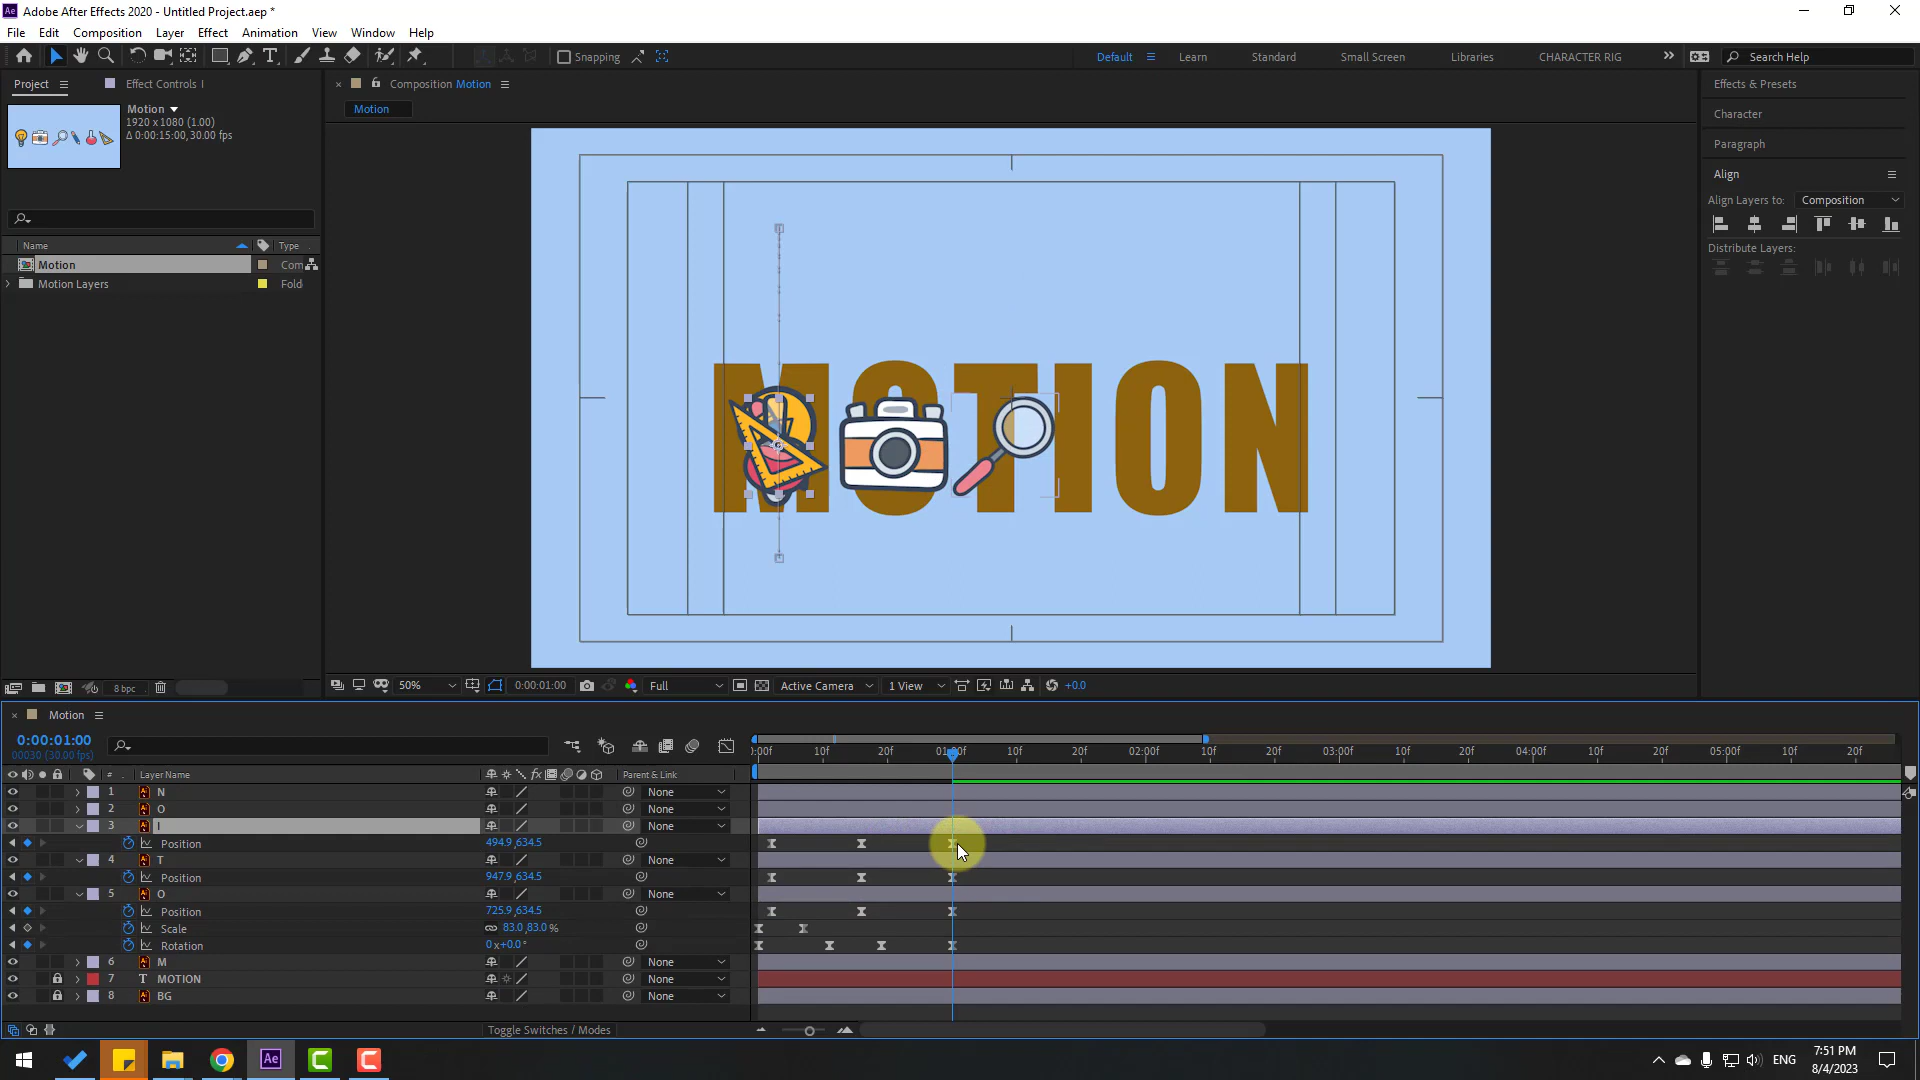 Adobe After Effects 2020 - Untitled Project.aep *
File Edit Composition Layer Effect Animation View Window Help
Snapping Default Learn Standard Small Screen Libraries CHARACTER RIG Search Help
Project Effect Controls I
Composition Motion
Effects & Presets
Motion
1920 x 1080 (1.00)
Δ 0:00:15:00, 30.00 fps
Motion
Character
Paragraph
Align
Align Layers to: Composition
Distribute Layers:
Name Type
Motion Com
Motion Layers Fold
MOTION
8 bpc
50% 0:00:01:00 Full Active Camera 1 View +0.0
Motion
0:00:01:00
00030 (30.00 fps)
:00f 10f 20f 01:00f 10f 20f 02:00f 10f 20f 03:00f 10f 20f 04:00f 10f 20f 05:00f 10f 20f
# Layer Name Parent & Link
1 N None
2 O None
3 I None
Position 494.9,634.5
4 T None
Position 947.9,634.5
5 O None
Position 725.9,634.5
Scale 83.0,83.0%
Rotation 0x+0.0°
6 M None
7 T MOTION None
8 BG None
Toggle Switches / Modes
ENG
7:51 PM
8/4/2023